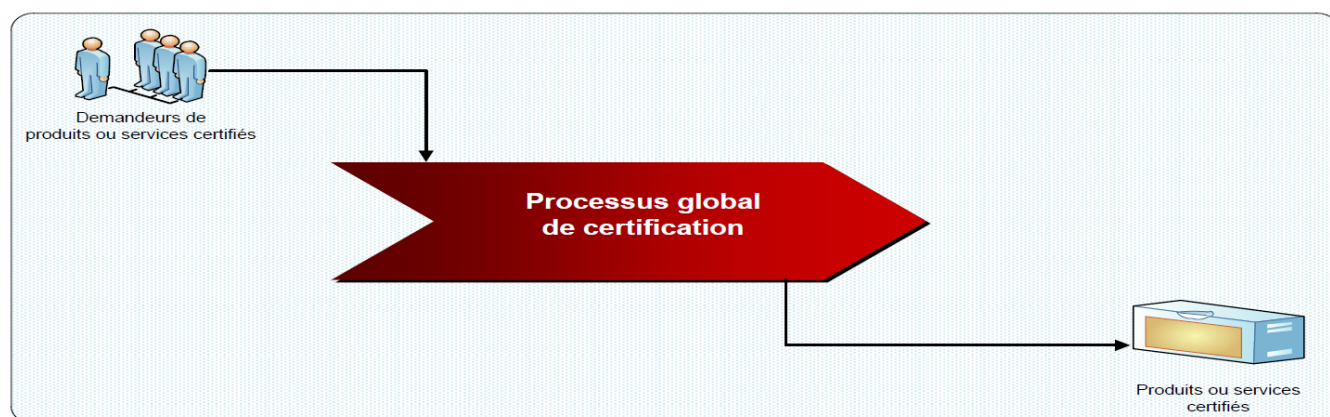 Demandeurs de
produits ou services certifiés
Processus global
de certification
Produits ou services
certifiés